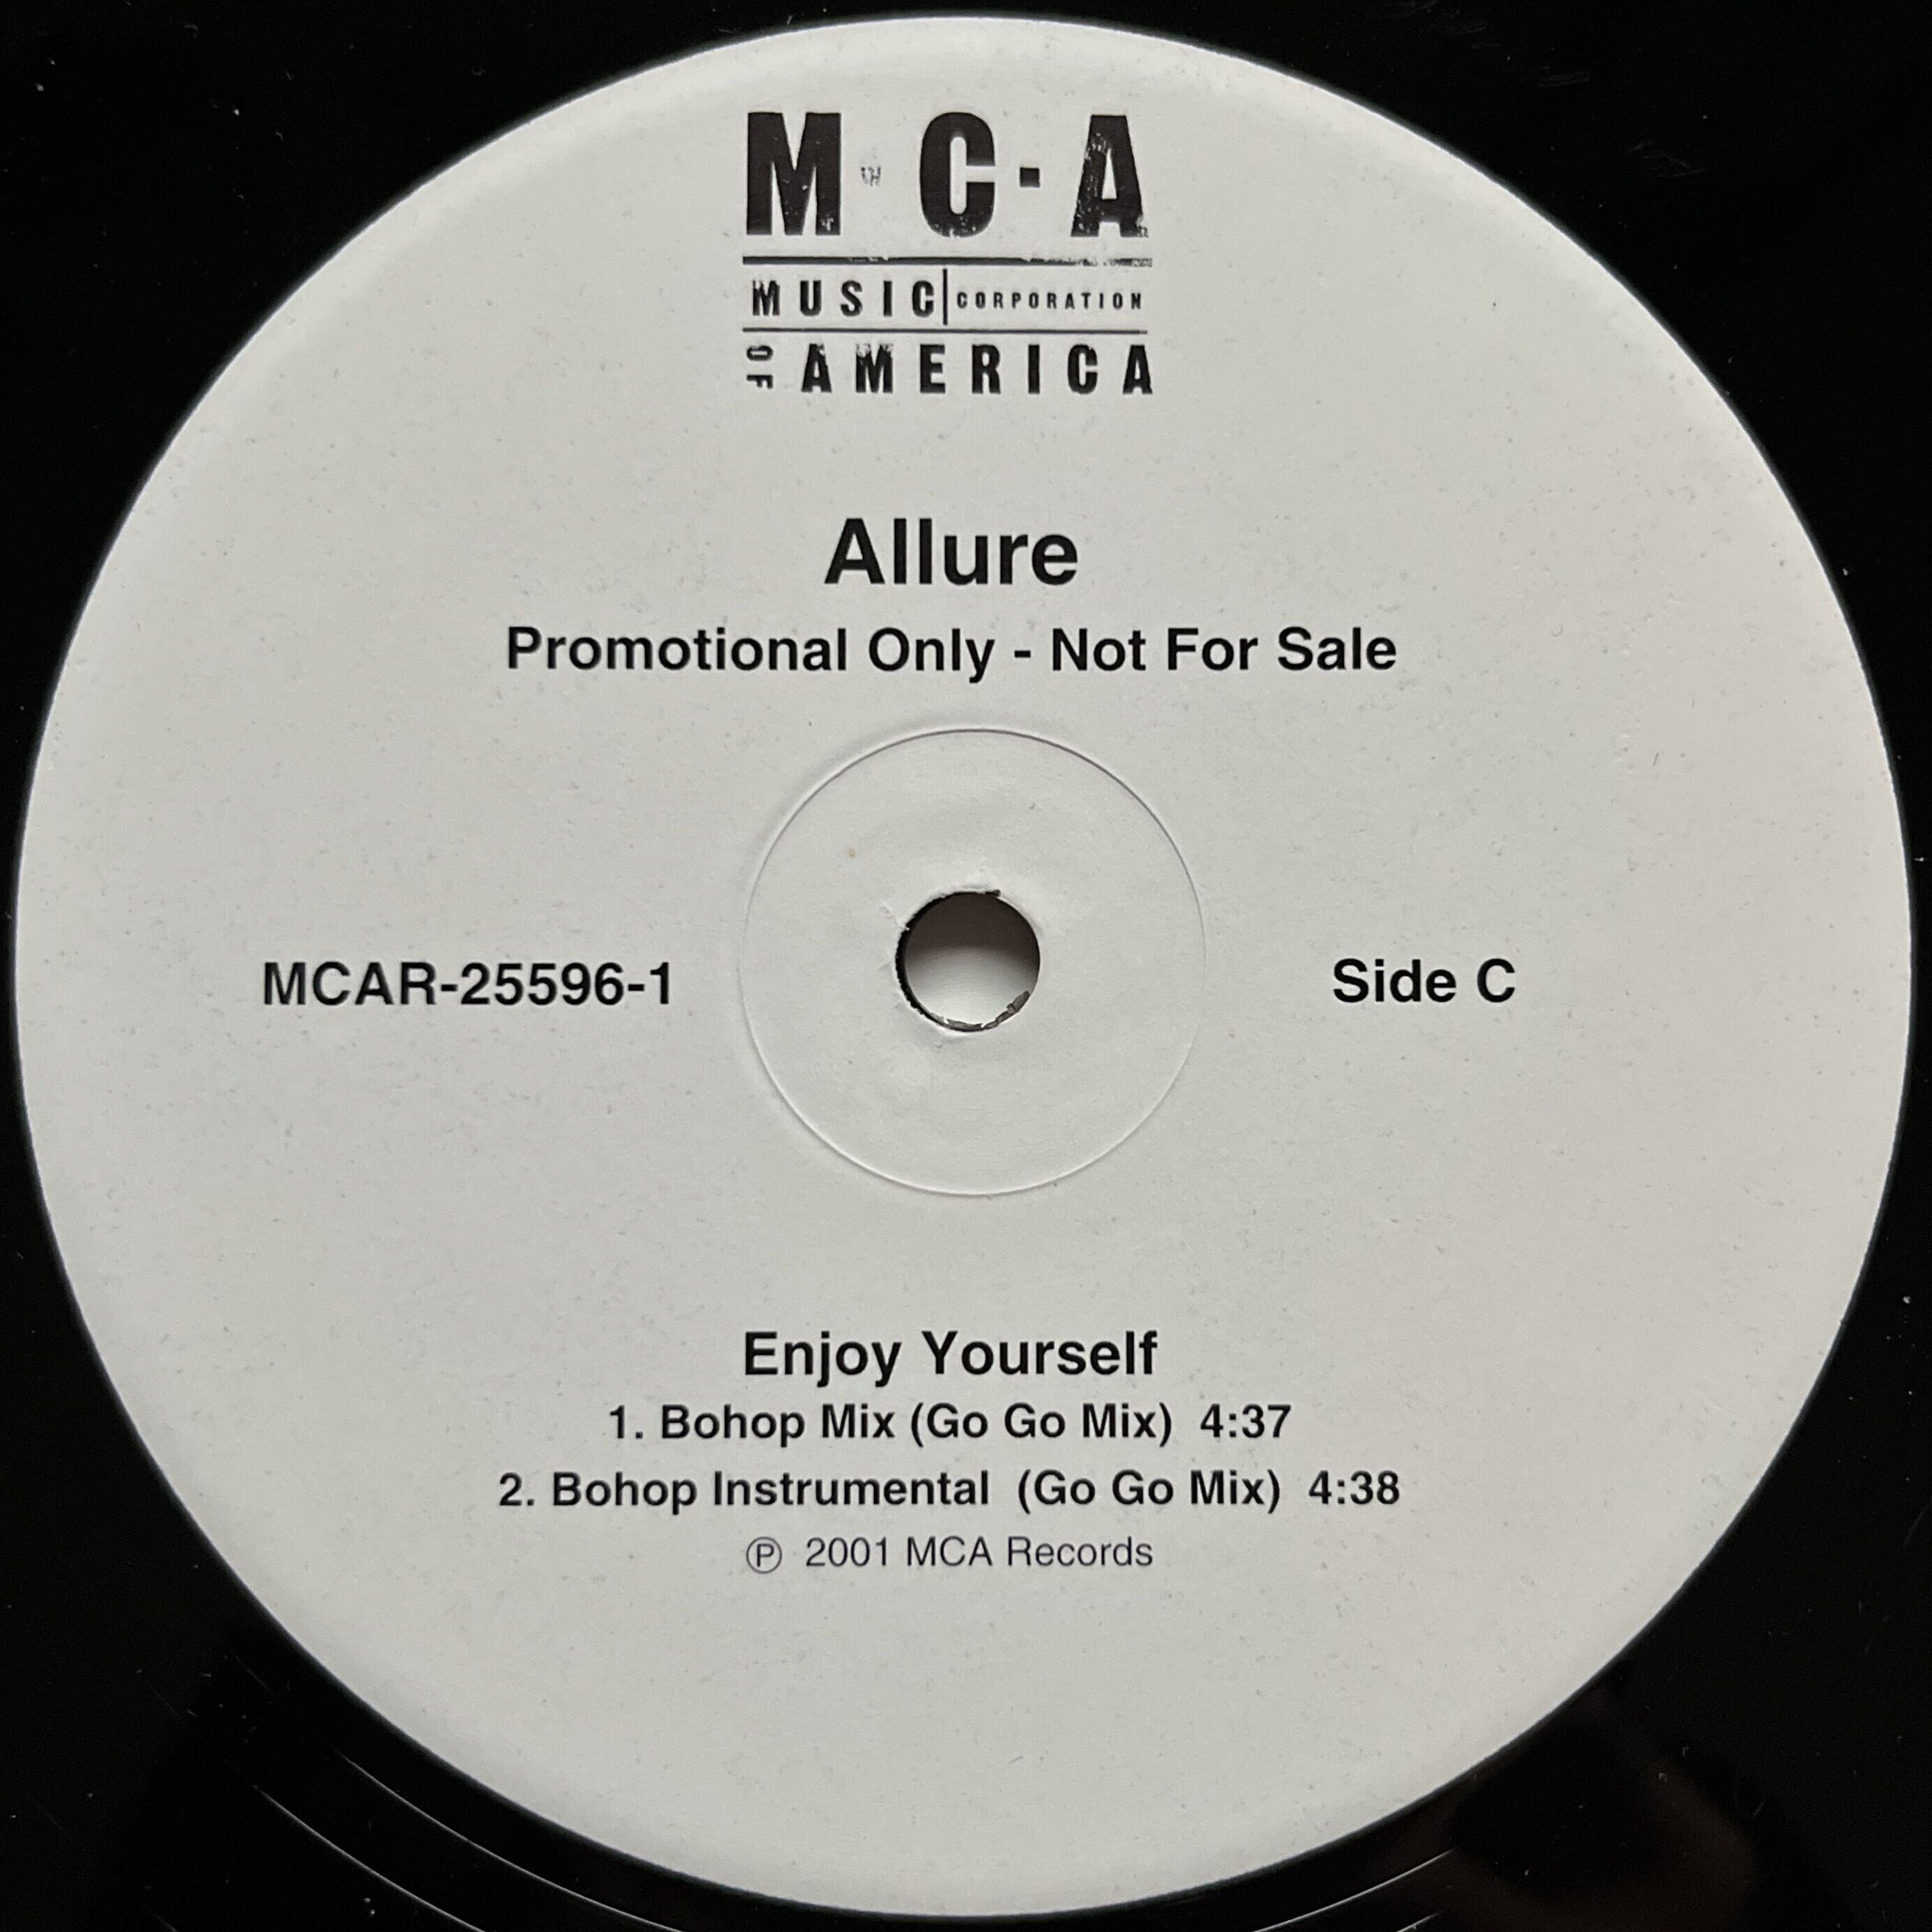 M·C·A
MUSIC CORPORATION
OF AMERICA
Allure
Promotional Only - Not For Sale
MCAR-25596-1
Side C
Enjoy Yourself
1. Bohop Mix (Go Go Mix) 4:37
2. Bohop Instrumental (Go Go Mix) 4:38
℗ 2001 MCA Records